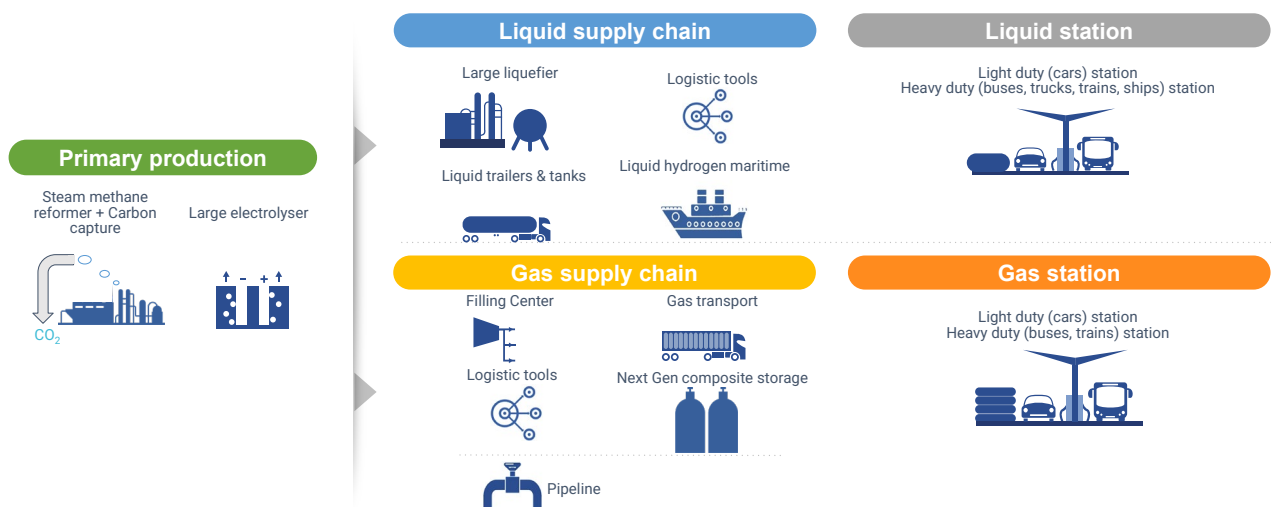 Primary production
Steam methane
reformer + Carbon
capture
Large electrolyser
- +
CO₂
Liquid supply chain
Large liquefier
Logistic tools
Liquid trailers & tanks
Liquid hydrogen maritime
Liquid station
Light duty (cars) station
Heavy duty (buses, trucks, trains, ships) station
Gas supply chain
Filling Center
Gas transport
Logistic tools
Next Gen composite storage
Pipeline
Gas station
Light duty (cars) station
Heavy duty (buses, trains) station